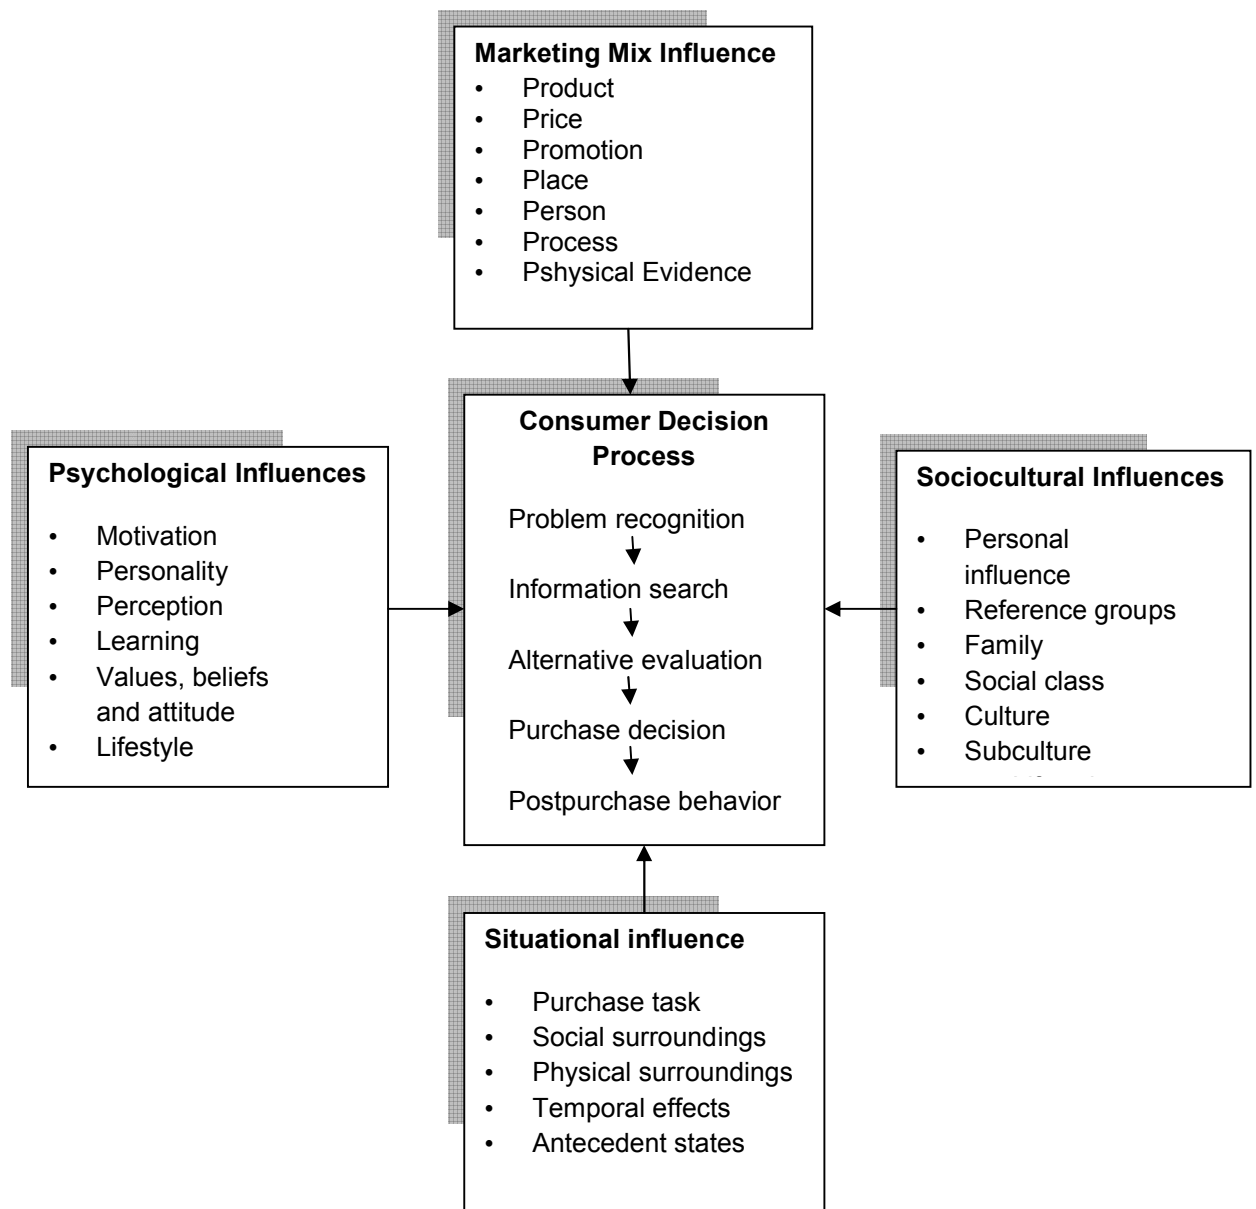 Marketing Mix Influence
• Product
• Price
• Promotion
• Place
• Person
• Process
• Pshysical Evidence
Psychological Influences
• Motivation
• Personality
• Perception
• Learning
• Values, beliefs
and attitude
• Lifestyle
Consumer Decision
Process
Problem recognition
Information search
Alternative evaluation
Purchase decision
Postpurchase behavior
Sociocultural Influences
• Personal
influence
• Reference groups
• Family
• Social class
• Culture
• Subculture
Situational influence
• Purchase task
• Social surroundings
• Physical surroundings
• Temporal effects
• Antecedent states